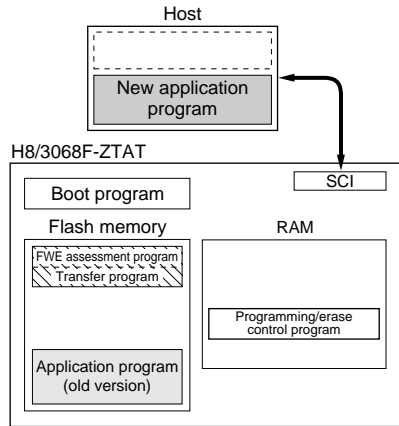 Host
New application
program
H8/3068F-ZTAT
SCI
Boot program
Flash memory
RAM
FWE assessment program
Transfer program
Programming/erase
control program
Application program
(old version)